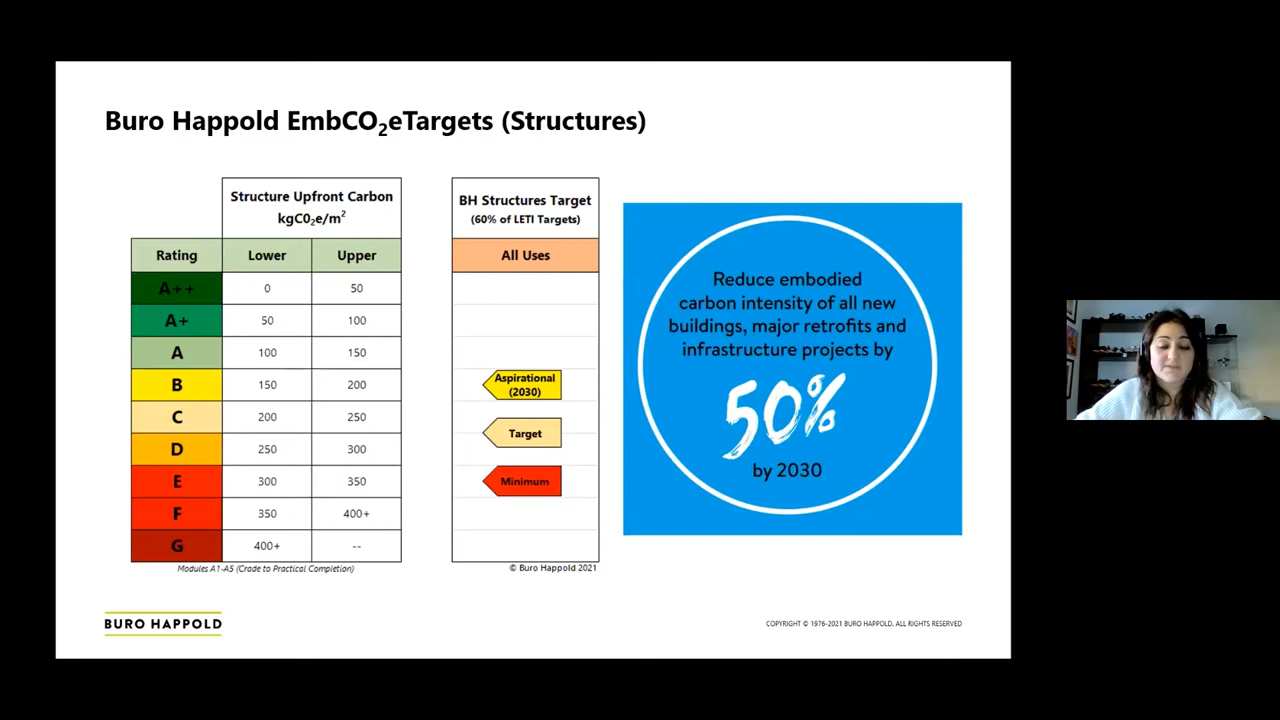 Buro Happold EmbCO₂eTargets (Structures)
Structure Upfront Carbon
kgC0₂e/m²
Rating Lower Upper
A++ 0 50
A+ 50 100
A 100 150
B 150 200
C 200 250
D 250 300
E 300 350
F 350 400+
G 400+ --
Modules A1-A5 (Crade to Practical Completion)
BH Structures Target
(60% of LETI Targets)
All Uses
Aspirational
(2030)
Target
Minimum
© Buro Happold 2021
Reduce embodied
carbon intensity of all new
buildings, major retrofits and
infrastructure projects by
50%
by 2030
BURO HAPPOLD
COPYRIGHT © 1976-2021 BURO HAPPOLD. ALL RIGHTS RESERVED